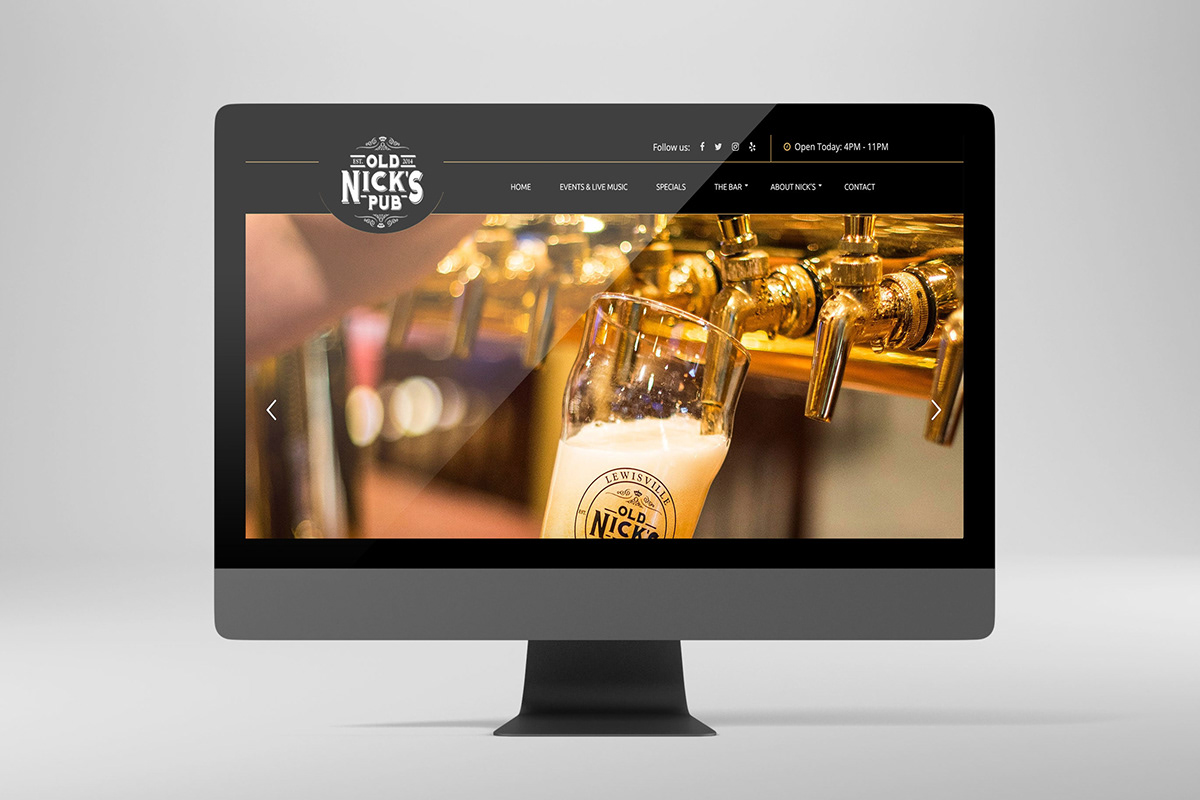 Follow us:
Open Today: 4PM - 11PM
EST. OLD 2014
NICK'S
PUB
HOME EVENTS & LIVE MUSIC SPECIALS THE BAR ABOUT NICK'S CONTACT
LEWISVILLE
EST.
OLD
NICK'S